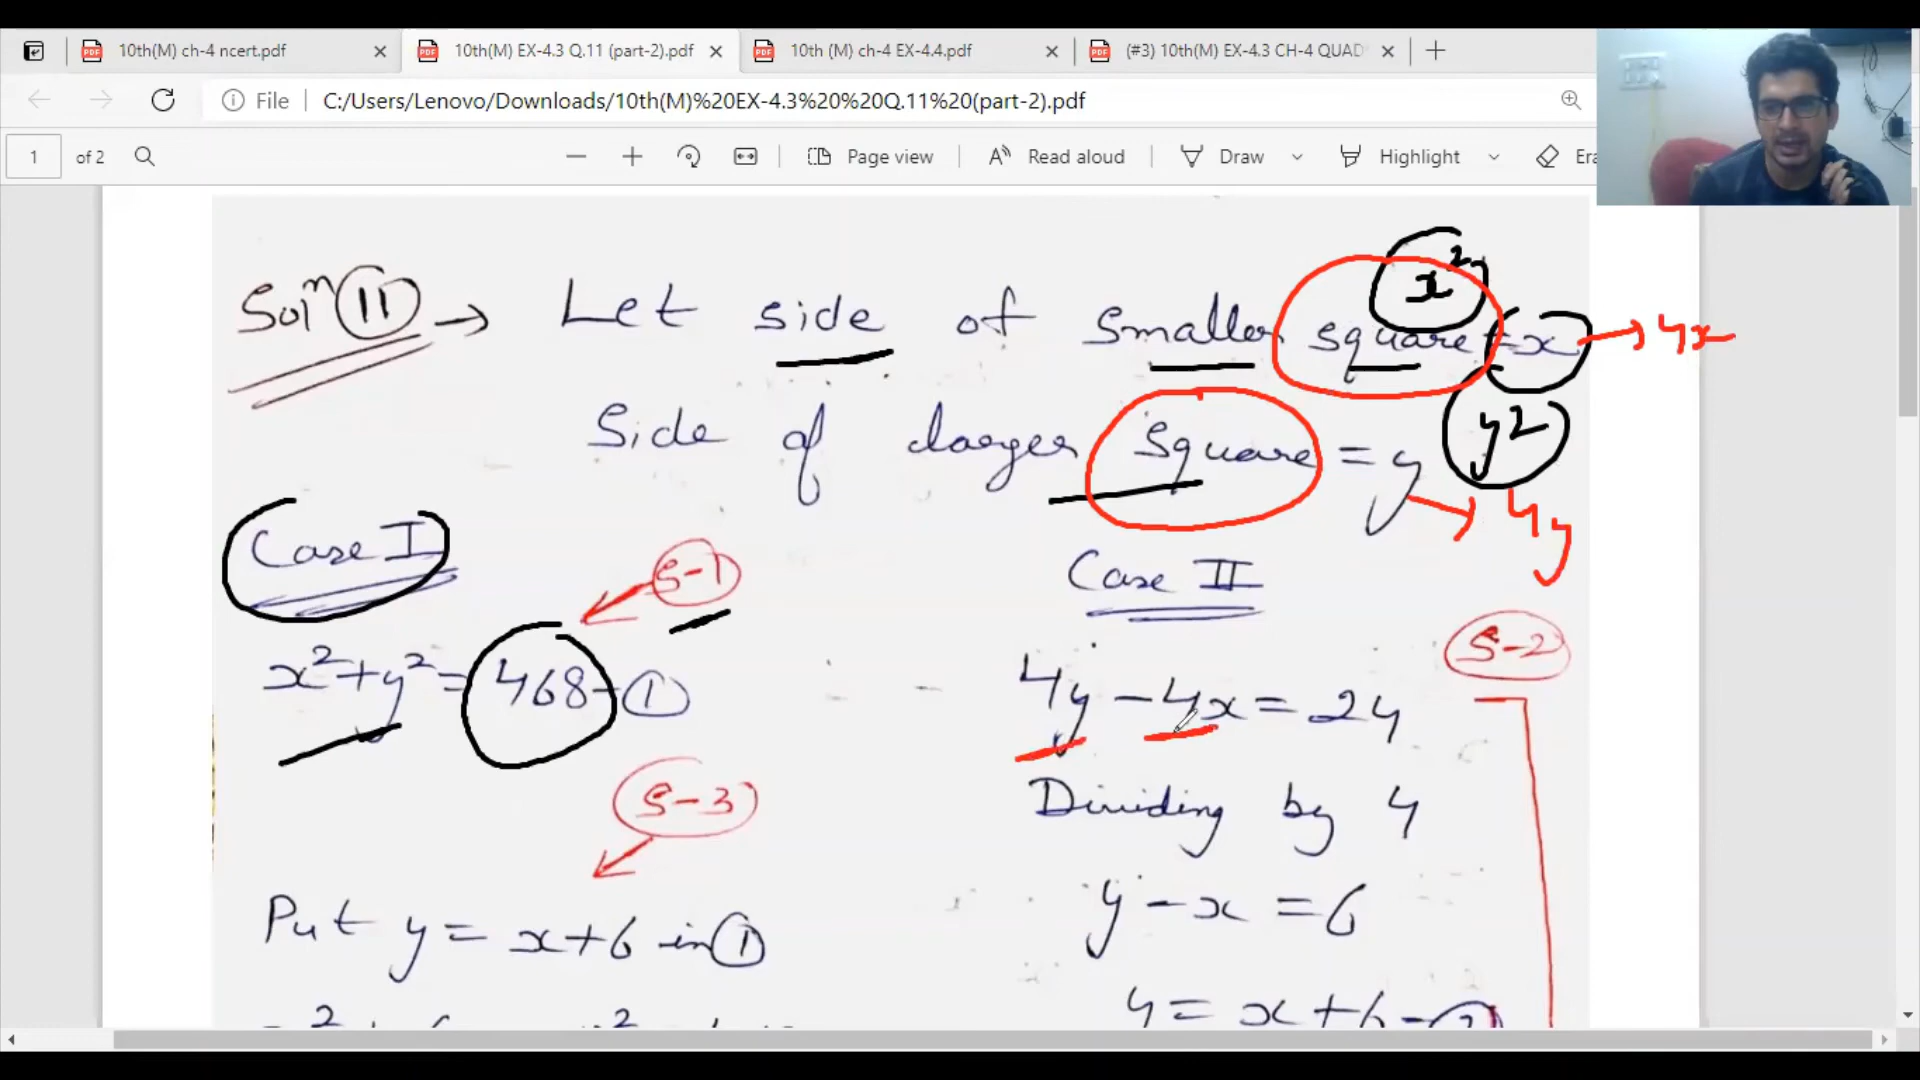 10th(M) ch-4 ncert.pdf
10th(M) EX-4.3 Q.11 (part-2).pdf
10th (M) ch-4 EX-4.4.pdf
(#3) 10th(M) EX-4.3 CH-4 QUAD
File C:/Users/Lenovo/Downloads/10th(M)%20EX-4.3%20%20Q.11%20(part-2).pdf
1 of 2 Page view Read aloud Draw Highlight Era
x²
Solⁿ 11 → Let side of smaller square = x → 4x
y²
Side of larger square = y → 4y
Case I
S-1
Case II
S-2
x²+y² = 468 - ①
4y - 4x = 24
S-3
Dividing by 4
y - x = 6
Put y = x+6 in ①
y = x+6 -